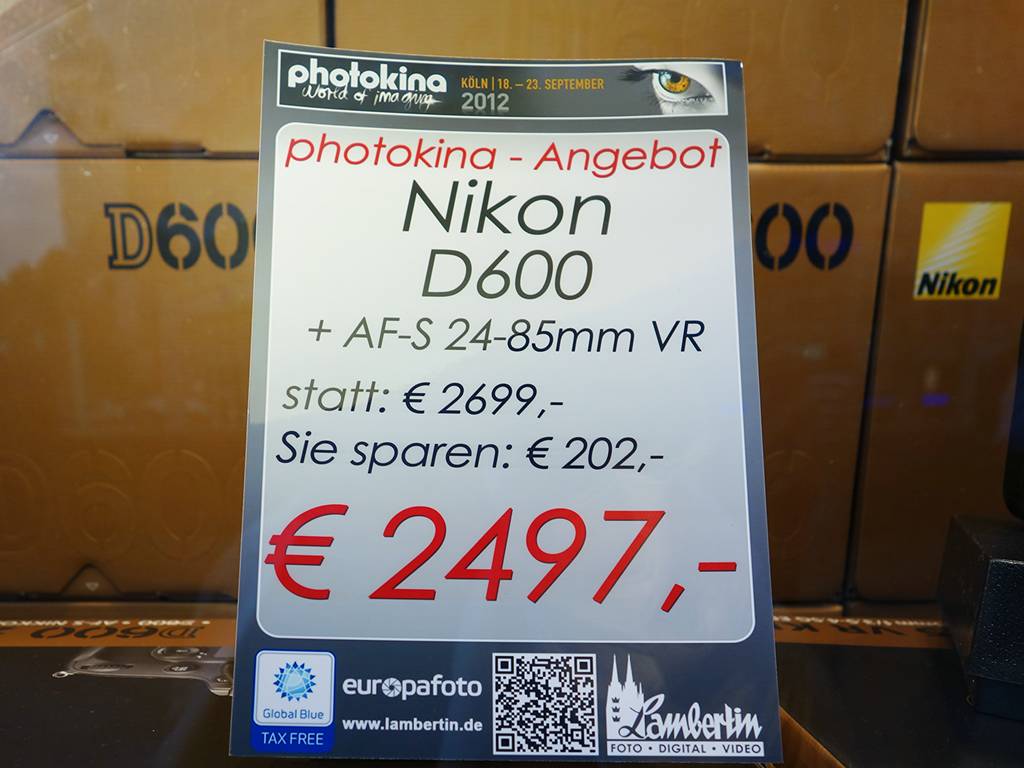 photokina
world of imaging
KÖLN | 18. – 23. SEPTEMBER
2012
photokina - Angebot
Nikon
D600
+ AF-S 24-85mm VR
statt: € 2699,-
Sie sparen: € 202,-
€ 2497,-
Global Blue
TAX FREE
europafoto
www.lambertin.de
Lambertin
FOTO • DIGITAL • VIDEO
D60
00
Nikon
D600